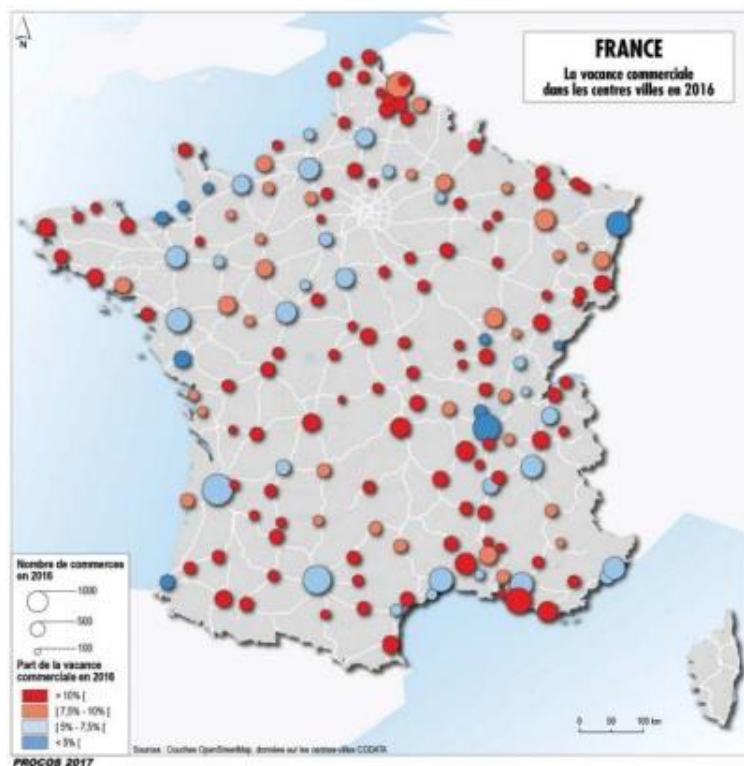 N
FRANCE
La vacance commerciale
dans les centres villes en 2016
Nombre de commerces
en 2016
1000
500
100
Part de la vacance
commerciale en 2016
> 10% [
[ 7,5% - 10% [
[ 5% - 7,5% [
< 5% [
0 50 100 km
Sources : Couches OpenStreetMap, données sur les centres-villes CODATA
PROCOS 2017